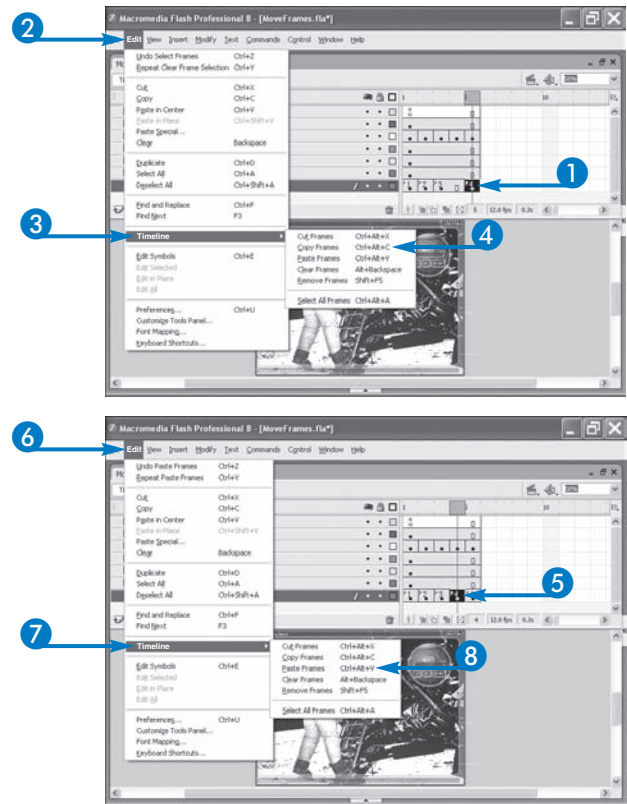 Macromedia Flash Professional 8 - [MoveFrames.fla*]
2
Edit View Insert Modify Text Commands Control Window Help
Undo Select Frames Ctrl+Z
Repeat Clear Frame Selection Ctrl+Y
Cut Ctrl+X
Copy Ctrl+C
Paste in Center Ctrl+V
Paste in Place Ctrl+Shift+V
Paste Special...
Clear Backspace
Duplicate Ctrl+D
Select All Ctrl+A
Deselect All Ctrl+Shift+A
Find and Replace Ctrl+F
Find Next F3
Timeline
Edit Symbols Ctrl+E
Edit Selected
Edit in Place
Edit All
Preferences... Ctrl+U
Customize Tools Panel...
Font Mapping...
Keyboard Shortcuts...
1 10
1
5 12.0 fps 0.3s
3
4
Cut Frames Ctrl+Alt+X
Copy Frames Ctrl+Alt+C
Paste Frames Ctrl+Alt+V
Clear Frames Alt+Backspace
Remove Frames Shift+F5
Select All Frames Ctrl+Alt+A
Macromedia Flash Professional 8 - [MoveFrames.fla*]
6
Edit View Insert Modify Text Commands Control Window Help
Undo Paste Frames Ctrl+Z
Repeat Paste Frames Ctrl+Y
Cut Ctrl+X
Copy Ctrl+C
Paste in Center Ctrl+V
Paste in Place Ctrl+Shift+V
Paste Special...
Clear Backspace
Duplicate Ctrl+D
Select All Ctrl+A
Deselect All Ctrl+Shift+A
Find and Replace Ctrl+F
Find Next F3
Timeline
Edit Symbols Ctrl+E
Edit Selected
Edit in Place
Edit All
Preferences... Ctrl+U
Customize Tools Panel...
Font Mapping...
Keyboard Shortcuts...
1 10
5
4 12.0 fps 0.3s
7
8
Cut Frames Ctrl+Alt+X
Copy Frames Ctrl+Alt+C
Paste Frames Ctrl+Alt+V
Clear Frames Alt+Backspace
Remove Frames Shift+F5
Select All Frames Ctrl+Alt+A